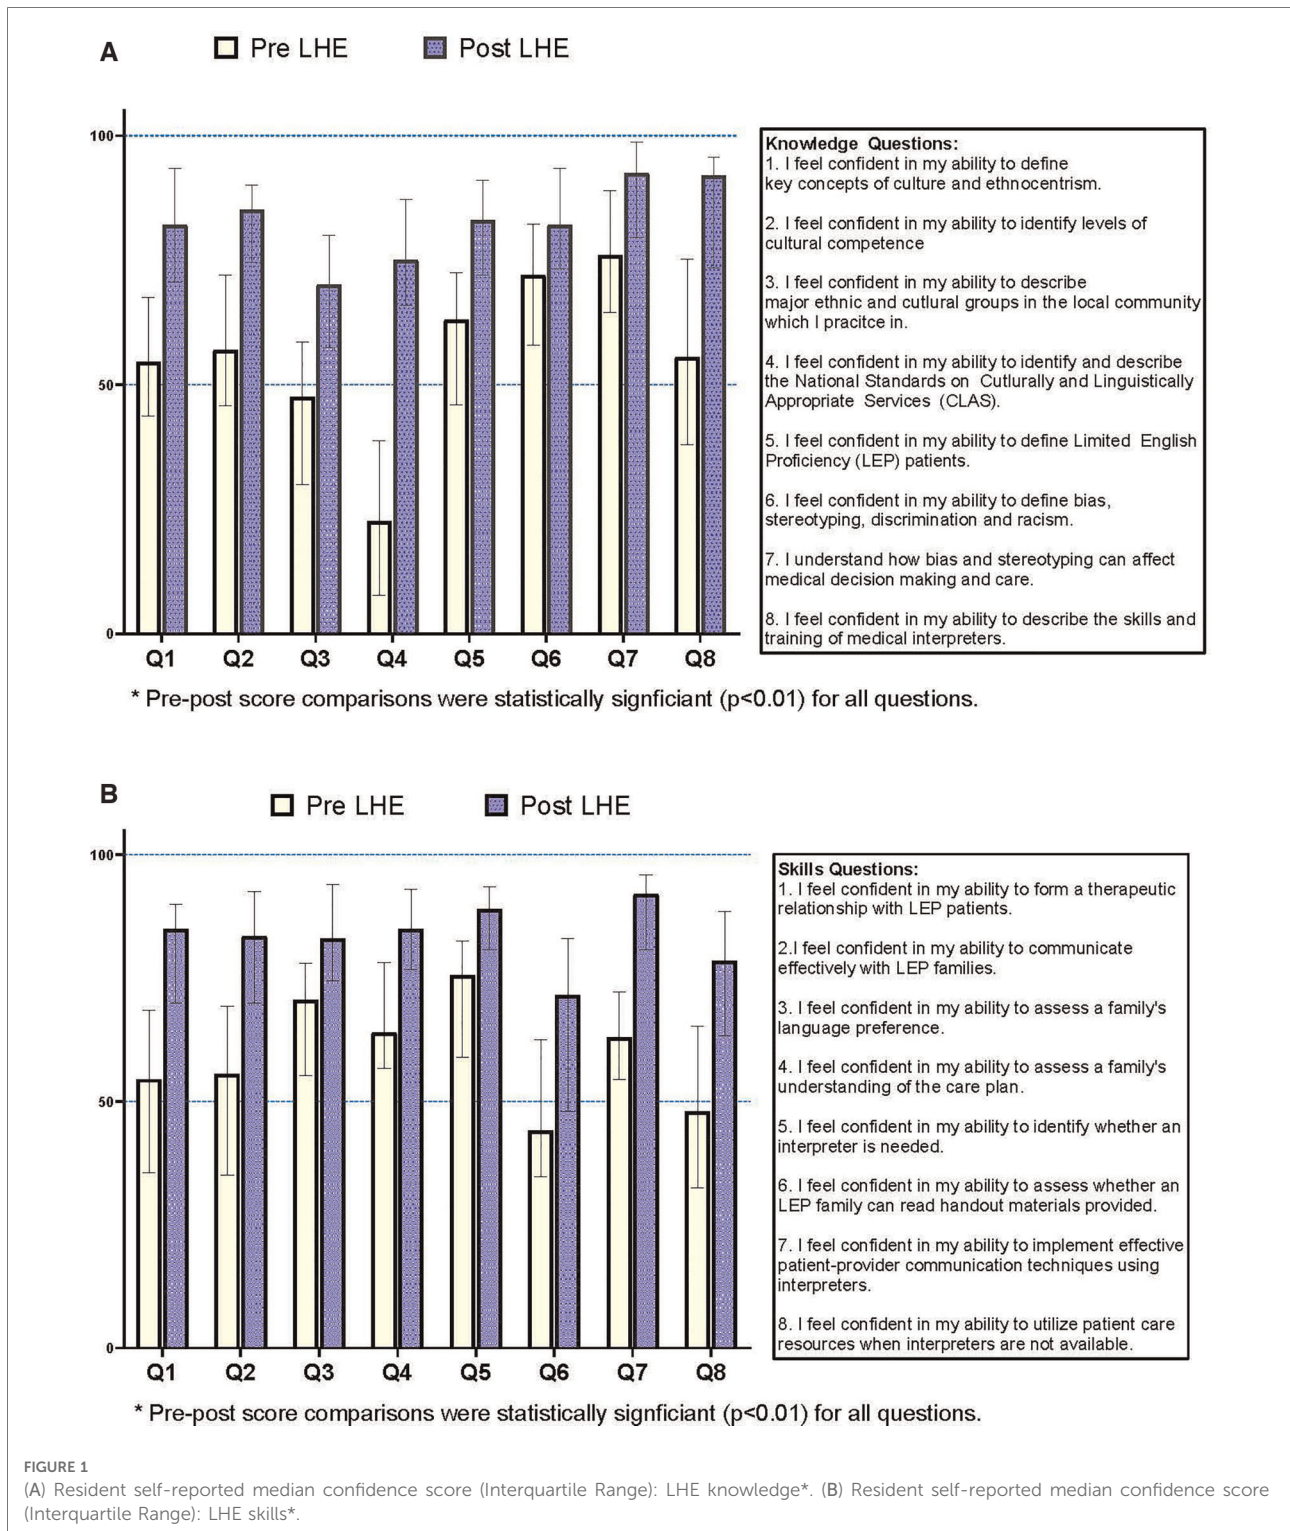 A
Pre LHE
Post LHE
100
50
0
Q1 Q2 Q3 Q4 Q5 Q6 Q7 Q8
Knowledge Questions:
1. I feel confident in my ability to define
key concepts of culture and ethnocentrism.
2. I feel confident in my ability to identify levels of
cultural competence
3. I feel confident in my ability to describe
major ethnic and cutlural groups in the local community
which I pracitce in.
4. I feel confident in my ability to identify and describe
the National Standards on Cutlurally and Linguistically
Appropriate Services (CLAS).
5. I feel confident in my ability to define Limited English
Proficiency (LEP) patients.
6. I feel confident in my ability to define bias,
stereotyping, discrimination and racism.
7. I understand how bias and stereotyping can affect
medical decision making and care.
8. I feel confident in my ability to describe the skills and
training of medical interpreters.
* Pre-post score comparisons were statistically signficiant (p<0.01) for all questions.
B
Pre LHE
Post LHE
100
50
0
Q1 Q2 Q3 Q4 Q5 Q6 Q7 Q8
Skills Questions:
1. I feel confident in my ability to form a therapeutic
relationship with LEP patients.
2.I feel confident in my ability to communicate
effectively with LEP families.
3. I feel confident in my ability to assess a family's
language preference.
4. I feel confident in my ability to assess a family's
understanding of the care plan.
5. I feel confident in my ability to identify whether an
interpreter is needed.
6. I feel confident in my ability to assess whether an
LEP family can read handout materials provided.
7. I feel confident in my ability to implement effective
patient-provider communication techniques using
interpreters.
8. I feel confident in my ability to utilize patient care
resources when interpreters are not available.
* Pre-post score comparisons were statistically signficiant (p<0.01) for all questions.
FIGURE 1
(A) Resident self-reported median confidence score (Interquartile Range): LHE knowledge*. (B) Resident self-reported median confidence score
(Interquartile Range): LHE skills*.